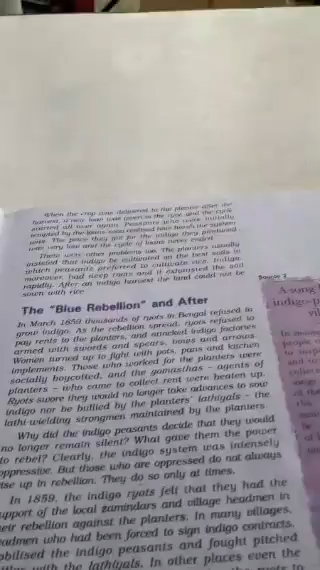 When the crop was delivered to the planter after the
harvest, a new loan was given to the ryot and the cycle
started all over again. Peasants who were initially
tempted by the loans soon realised how harsh the system
was. The price they got for the indigo they produced
was very low and the cycle of loans never ended.
There were other problems too. The planters usually
insisted that indigo be cultivated on the best soils in
which peasants preferred to cultivate rice. Indigo,
moreover, had deep roots and it exhausted the soil
rapidly. After an indigo harvest the land could not be
sown with rice.
The "Blue Rebellion" and After
In March 1859 thousands of ryots in Bengal refused to
grow indigo. As the rebellion spread, ryots refused to
pay rents to the planters, and attacked indigo factories
armed with swords and spears, bows and arrows.
Women turned up to fight with pots, pans and kitchen
implements. Those who worked for the planters were
socially boycotted, and the gomasthas – agents of
planters – who came to collect rent were beaten up.
Ryots swore they would no longer take advances to sow
indigo nor be bullied by the planters' lathiyals – the
lathi-wielding strongmen maintained by the planters.
Why did the indigo peasants decide that they would
no longer remain silent? What gave them the power
to rebel? Clearly, the indigo system was intensely
oppressive. But those who are oppressed do not always
rise up in rebellion. They do so only at times.
In 1859, the indigo ryots felt that they had the
upport of the local zamindars and village headmen in
eir rebellion against the planters. In many villages,
eadmen who had been forced to sign indigo contracts,
obilised the indigo peasants and fought pitched
with the lathiyals. In other places even the
Source 2
A song
indigo-p
vil